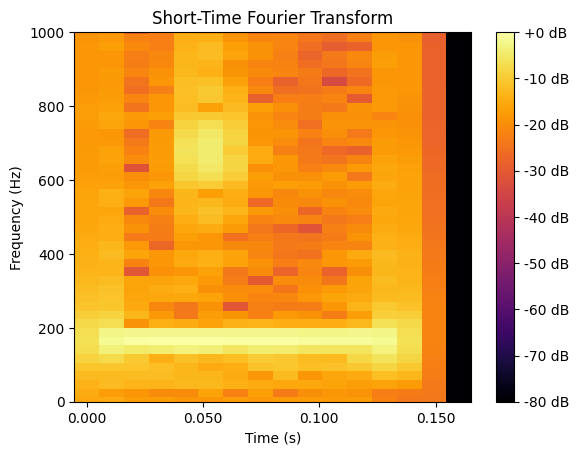 Short-Time Fourier Transform
1000
800
600
400
200
0
Frequency (Hz)
0.000
0.050
0.100
0.150
Time (s)
+0 dB
-10 dB
-20 dB
-30 dB
-40 dB
-50 dB
-60 dB
-70 dB
-80 dB